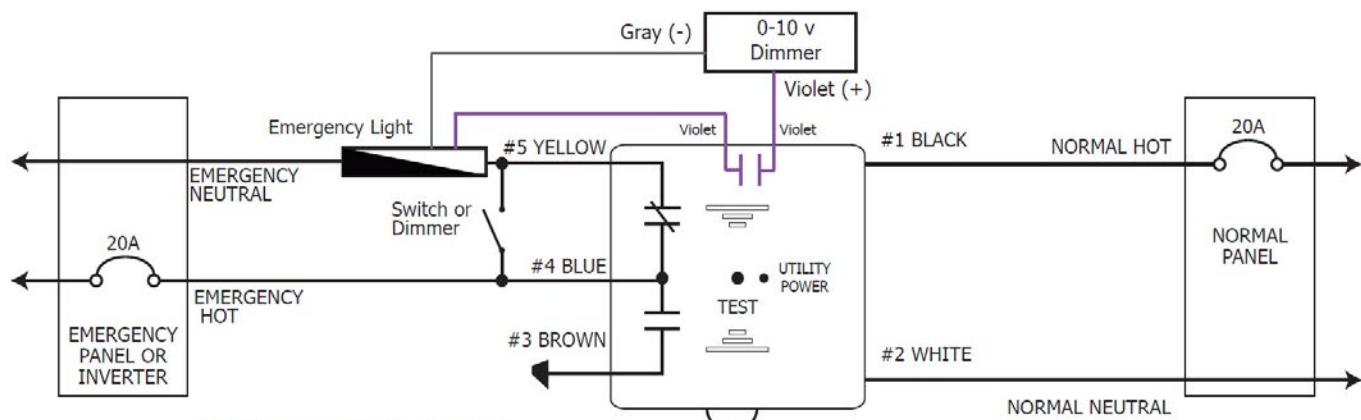 Gray (-)
0-10 v
Dimmer
Violet (+)
Emergency Light
Violet
Violet
#5 YELLOW
#1 BLACK
NORMAL HOT
20A
EMERGENCY
NEUTRAL
Switch or
Dimmer
20A
#4 BLUE
UTILITY
POWER
TEST
NORMAL
PANEL
EMERGENCY
HOT
EMERGENCY
PANEL OR
INVERTER
#3 BROWN
#2 WHITE
NORMAL NEUTRAL